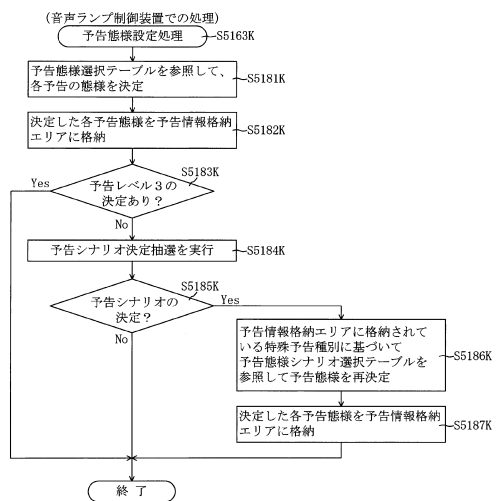 (音声ランプ制御装置での処理)
予告態様設定処理
S5163K
予告態様選択テーブルを参照して、
各予告の態様を決定
S5181K
決定した各予告態様を予告情報格納
エリアに格納
S5182K
予告レベル3の
決定あり?
S5183K
Yes
No
予告シナリオ決定抽選を実行
S5184K
予告シナリオの
決定?
S5185K
Yes
No
予告情報格納エリアに格納されて
いる特殊予告種別に基づいて
予告態様シナリオ選択テーブルを
参照して予告態様を再決定
S5186K
決定した各予告態様を予告情報格納
エリアに格納
S5187K
終 了